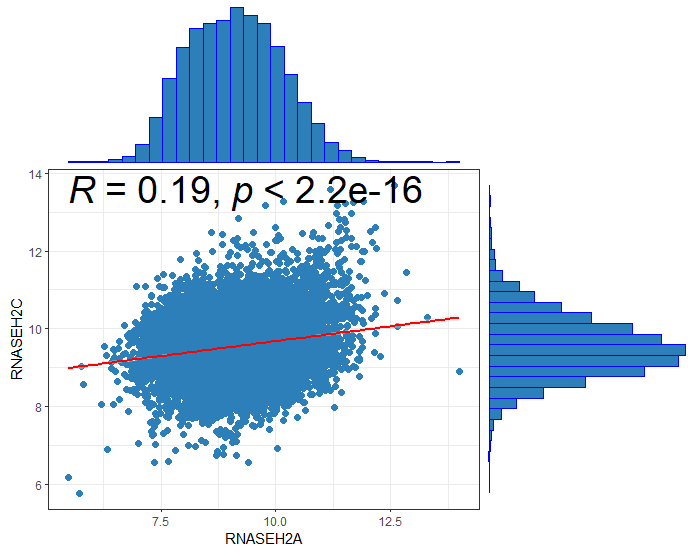 R = 0.19, p < 2.2e-16
14
12
10
8
6
RNASEH2C
7.5
10.0
12.5
RNASEH2A